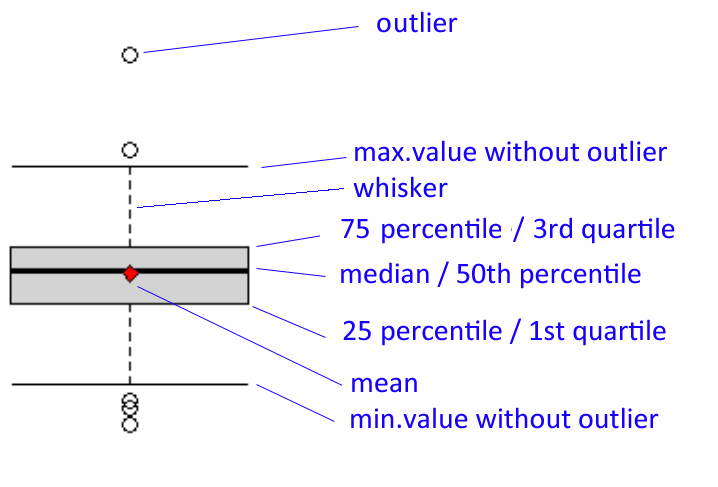 outlier
max.value without outlier
whisker
75 percentile / 3rd quartile
median / 50th percentile
25 percentile / 1st quartile
mean
min.value without outlier